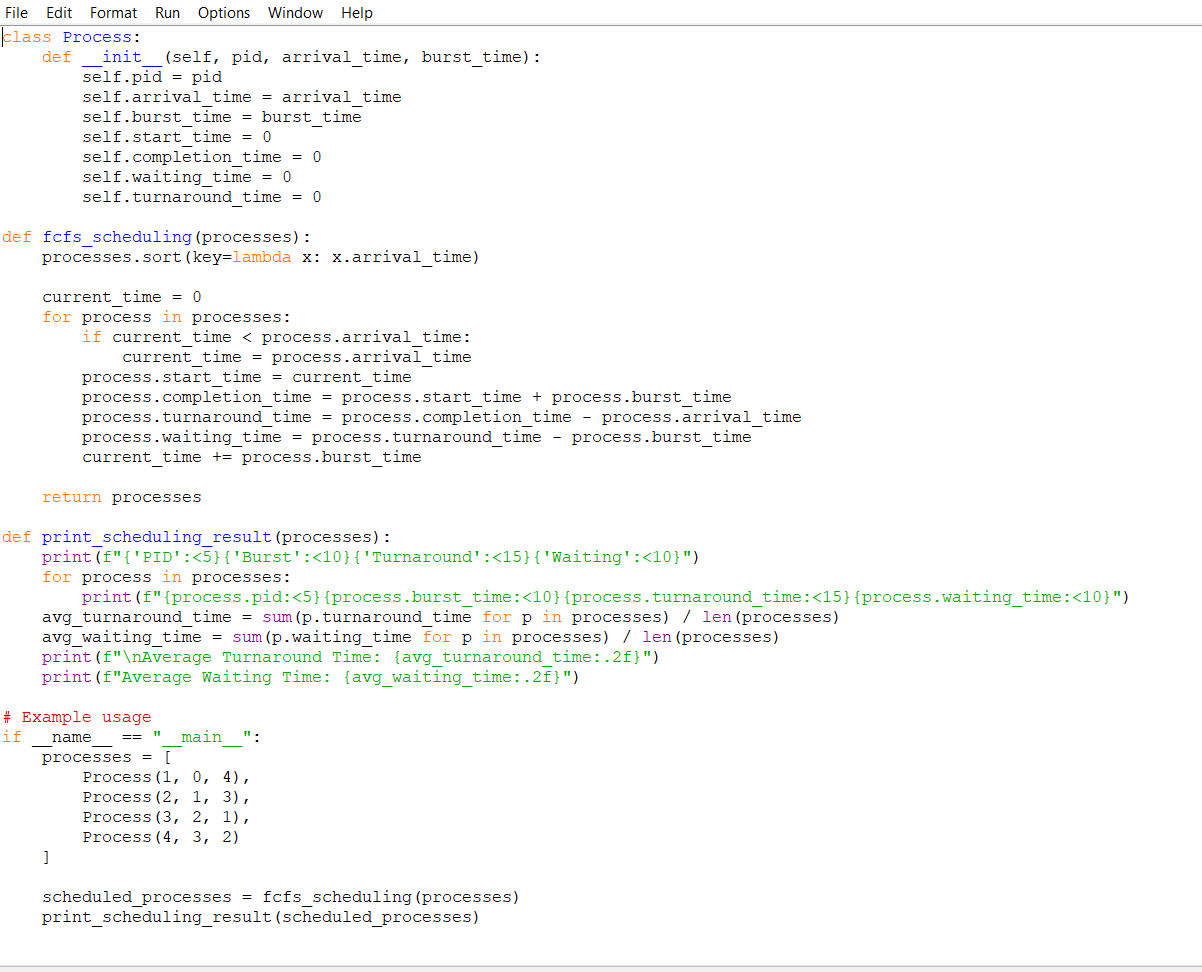 File Edit Format Run Options Window Help
class Process:
    def __init__(self, pid, arrival_time, burst_time):
        self.pid = pid
        self.arrival_time = arrival_time
        self.burst_time = burst_time
        self.start_time = 0
        self.completion_time = 0
        self.waiting_time = 0
        self.turnaround_time = 0

def fcfs_scheduling(processes):
    processes.sort(key=lambda x: x.arrival_time)

    current_time = 0
    for process in processes:
        if current_time < process.arrival_time:
            current_time = process.arrival_time
        process.start_time = current_time
        process.completion_time = process.start_time + process.burst_time
        process.turnaround_time = process.completion_time - process.arrival_time
        process.waiting_time = process.turnaround_time - process.burst_time
        current_time += process.burst_time

    return processes

def print_scheduling_result(processes):
    print(f"{'PID':<5}{'Burst':<10}{'Turnaround':<15}{'Waiting':<10}")
    for process in processes:
        print(f"{process.pid:<5}{process.burst_time:<10}{process.turnaround_time:<15}{process.waiting_time:<10}")
    avg_turnaround_time = sum(p.turnaround_time for p in processes) / len(processes)
    avg_waiting_time = sum(p.waiting_time for p in processes) / len(processes)
    print(f"\nAverage Turnaround Time: {avg_turnaround_time:.2f}")
    print(f"Average Waiting Time: {avg_waiting_time:.2f}")

# Example usage
if __name__ == "__main__":
    processes = [
        Process(1, 0, 4),
        Process(2, 1, 3),
        Process(3, 2, 1),
        Process(4, 3, 2)
    ]

    scheduled_processes = fcfs_scheduling(processes)
    print_scheduling_result(scheduled_processes)